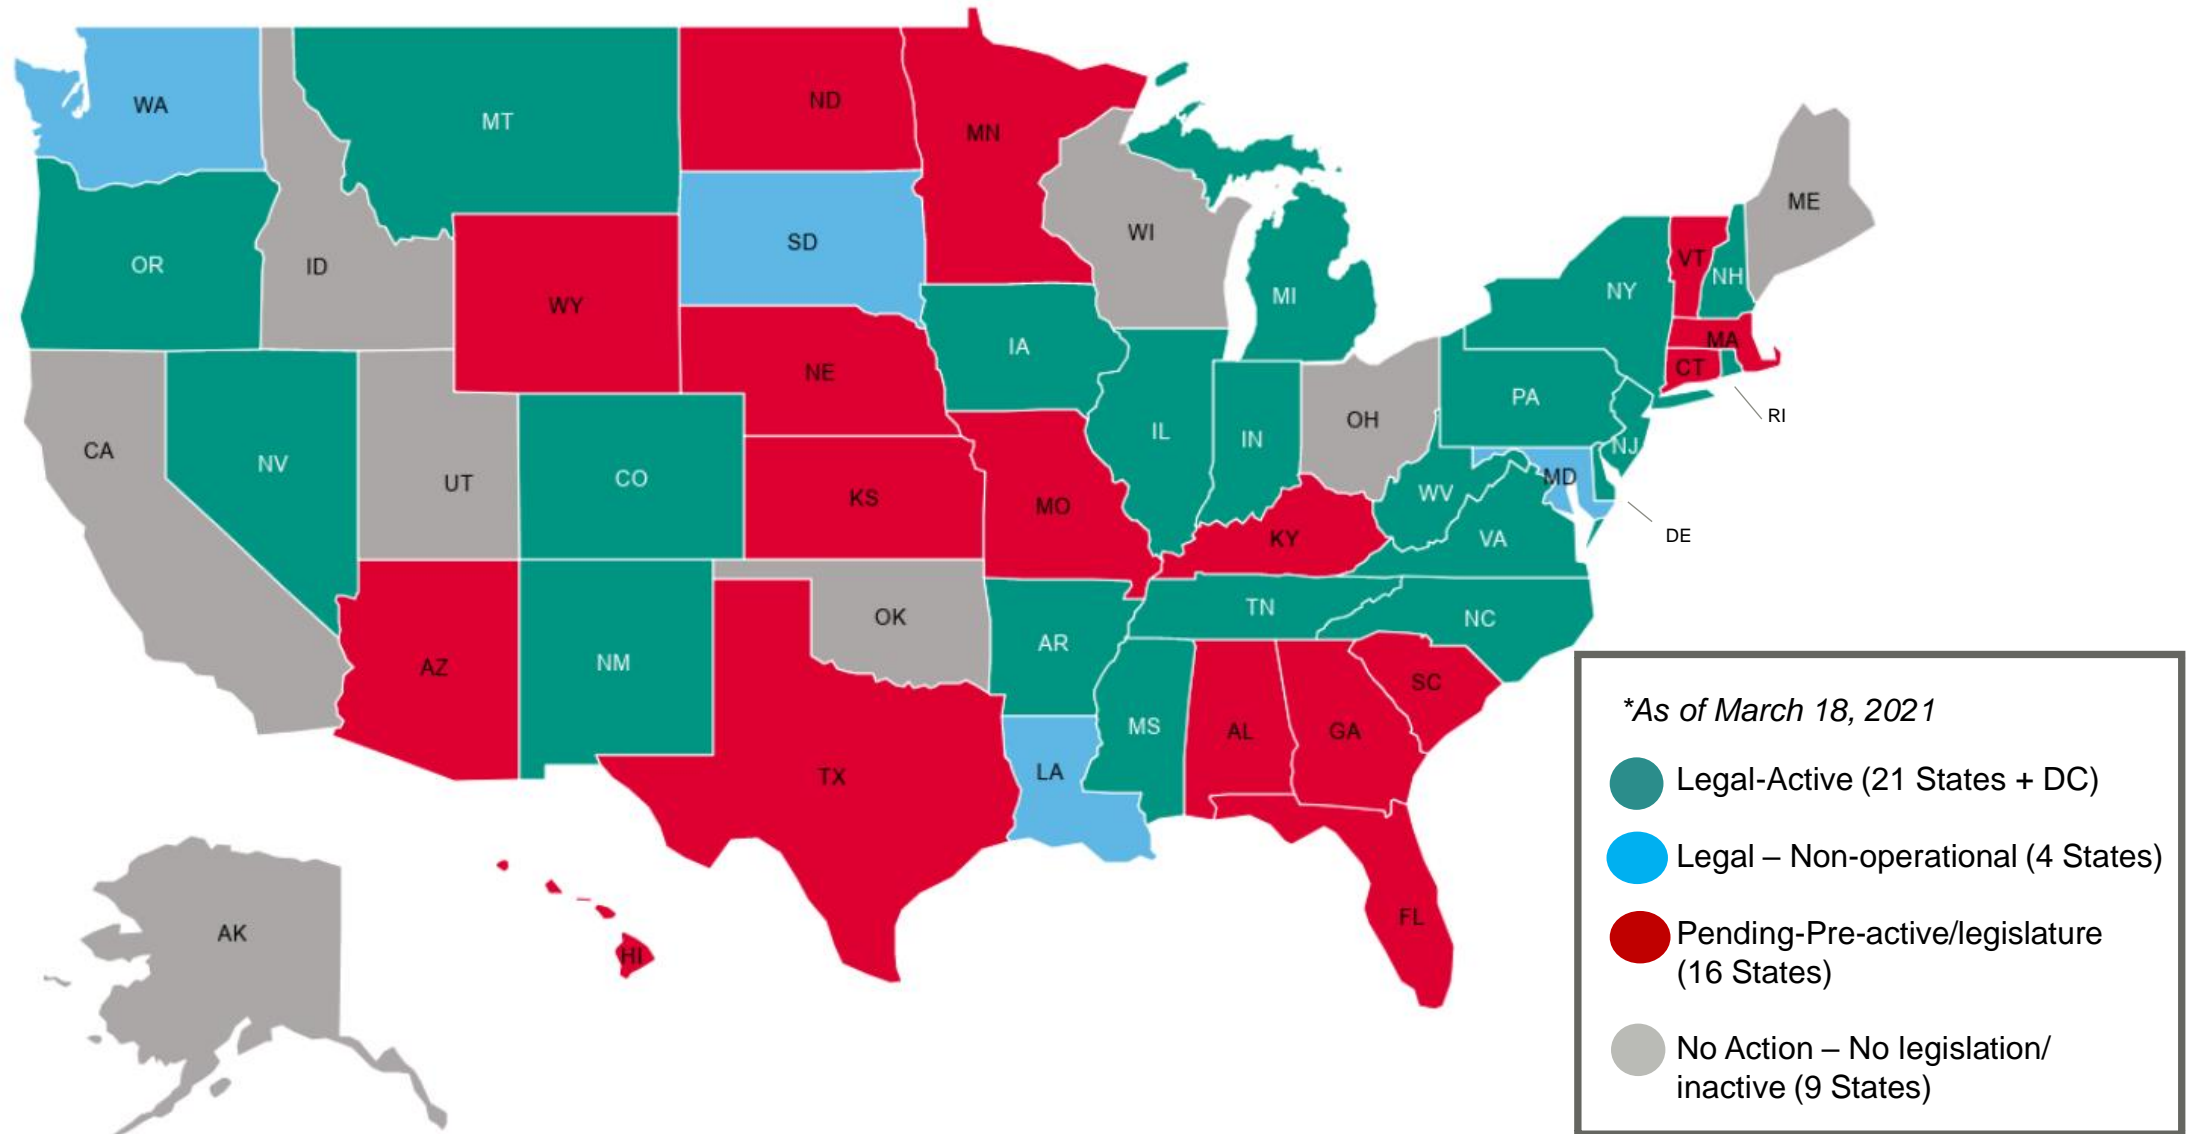 WA
MT
ND
MN
OR
ID
WY
SD
WI
MI
ME
VT
NH
NY
MA
CT
RI
CA
NV
UT
CO
NE
IA
IL
IN
OH
PA
NJ
MD
DE
KS
MO
KY
WV
VA
AZ
NM
OK
AR
TN
NC
TX
LA
MS
AL
GA
SC
FL
AK
HI
*As of March 18, 2021
Legal-Active (21 States + DC)
Legal – Non-operational (4 States)
Pending-Pre-active/legislature
(16 States)
No Action – No legislation/
inactive (9 States)